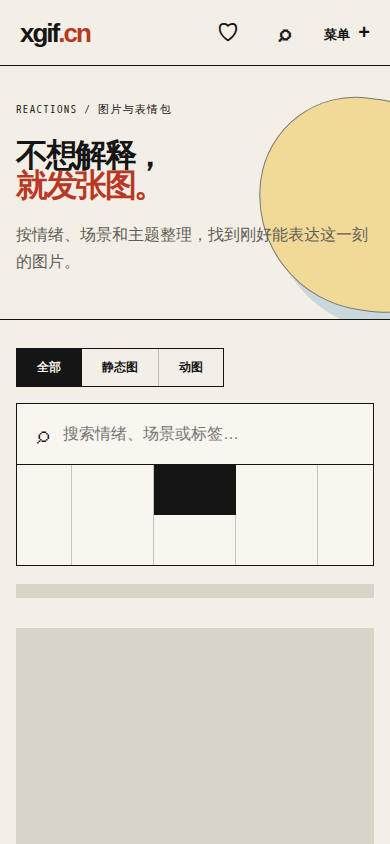 xgif.cn
菜单 +
REACTIONS / 图片与表情包
不想解释，
就发张图。
按情绪、场景和主题整理，找到刚好能表达这一刻
的图片。
全部 静态图 动图
搜索情绪、场景或标签…